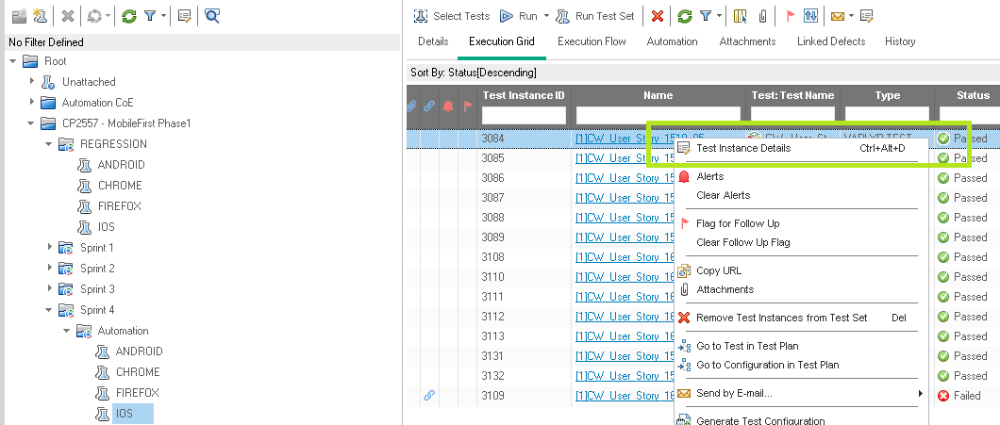 Select Tests Run Run Test Set
No Filter Defined
Root
Unattached
Automation CoE
CP2557 - MobileFirst Phase1
REGRESSION
ANDROID
CHROME
FIREFOX
IOS
Sprint 1
Sprint 2
Sprint 3
Sprint 4
Automation
ANDROID
CHROME
FIREFOX
IOS
Details Execution Grid Execution Flow Automation Attachments Linked Defects History
Sort By: Status[Descending]
Test Instance ID Name Test: Test Name Type Status
3084 [1]CW_User_Story_1510_05 Passed
3085 [1]CW_User_Story_15 Passed
3086 [1]CW_User_Story_15 Passed
3087 [1]CW_User_Story_15 Passed
3088 [1]CW_User_Story_15 Passed
3089 [1]CW_User_Story_15 Passed
3108 [1]CW_User_Story_16 Passed
3110 [1]CW_User_Story_16 Passed
3111 [1]CW_User_Story_16 Passed
3112 [1]CW_User_Story_16 Passed
3113 [1]CW_User_Story_16 Passed
3131 [1]CW_User_Story_15 Passed
3132 [1]CW_User_Story_15 Passed
3109 [1]CW_User_Story_16 Failed
Test Instance Details Ctrl+Alt+D
Alerts
Clear Alerts
Flag for Follow Up
Clear Follow Up Flag
Copy URL
Attachments
Remove Test Instances from Test Set Del
Go to Test in Test Plan
Go to Configuration in Test Plan
Send by E-mail...
Generate Test Configuration